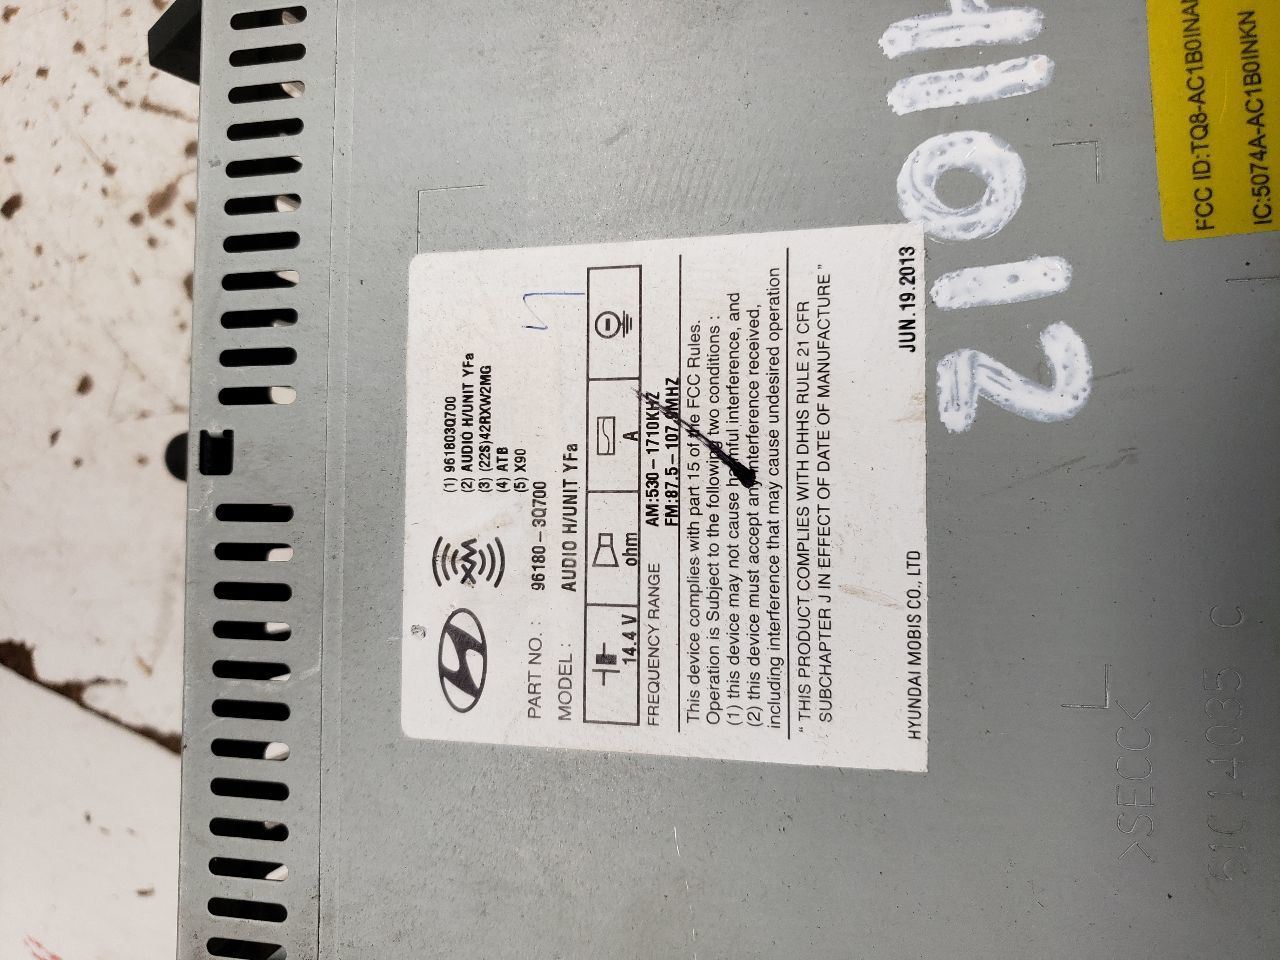 (1) 961803Q700
(2) AUDIO H/UNIT YFa
(3) (22S)42RXW2MG
(4) ATB
(5) X90
XM
PART NO. : 96180-3Q700
MODEL : AUDIO H/UNIT YFa
14.4 V ohm A
FREQUENCY RANGE AM:530-1710KHZ
FM:87.5-107.9MHZ
This device complies with part 15 of the FCC Rules.
Operation is Subject to the following two conditions :
(1) this device may not cause harmful interference, and
(2) this device must accept any interference received,
including interference that may cause undesired operation
" THIS PRODUCT COMPLIES WITH DHHS RULE 21 CFR
SUBCHAPTER J IN EFFECT OF DATE OF MANUFACTURE "
HYUNDAI MOBIS CO., LTD JUN.19.2013
FCC ID:TQ8-AC1B0INAN
IC:5074A-AC1B0INKN
>SECC<
61C14035 C